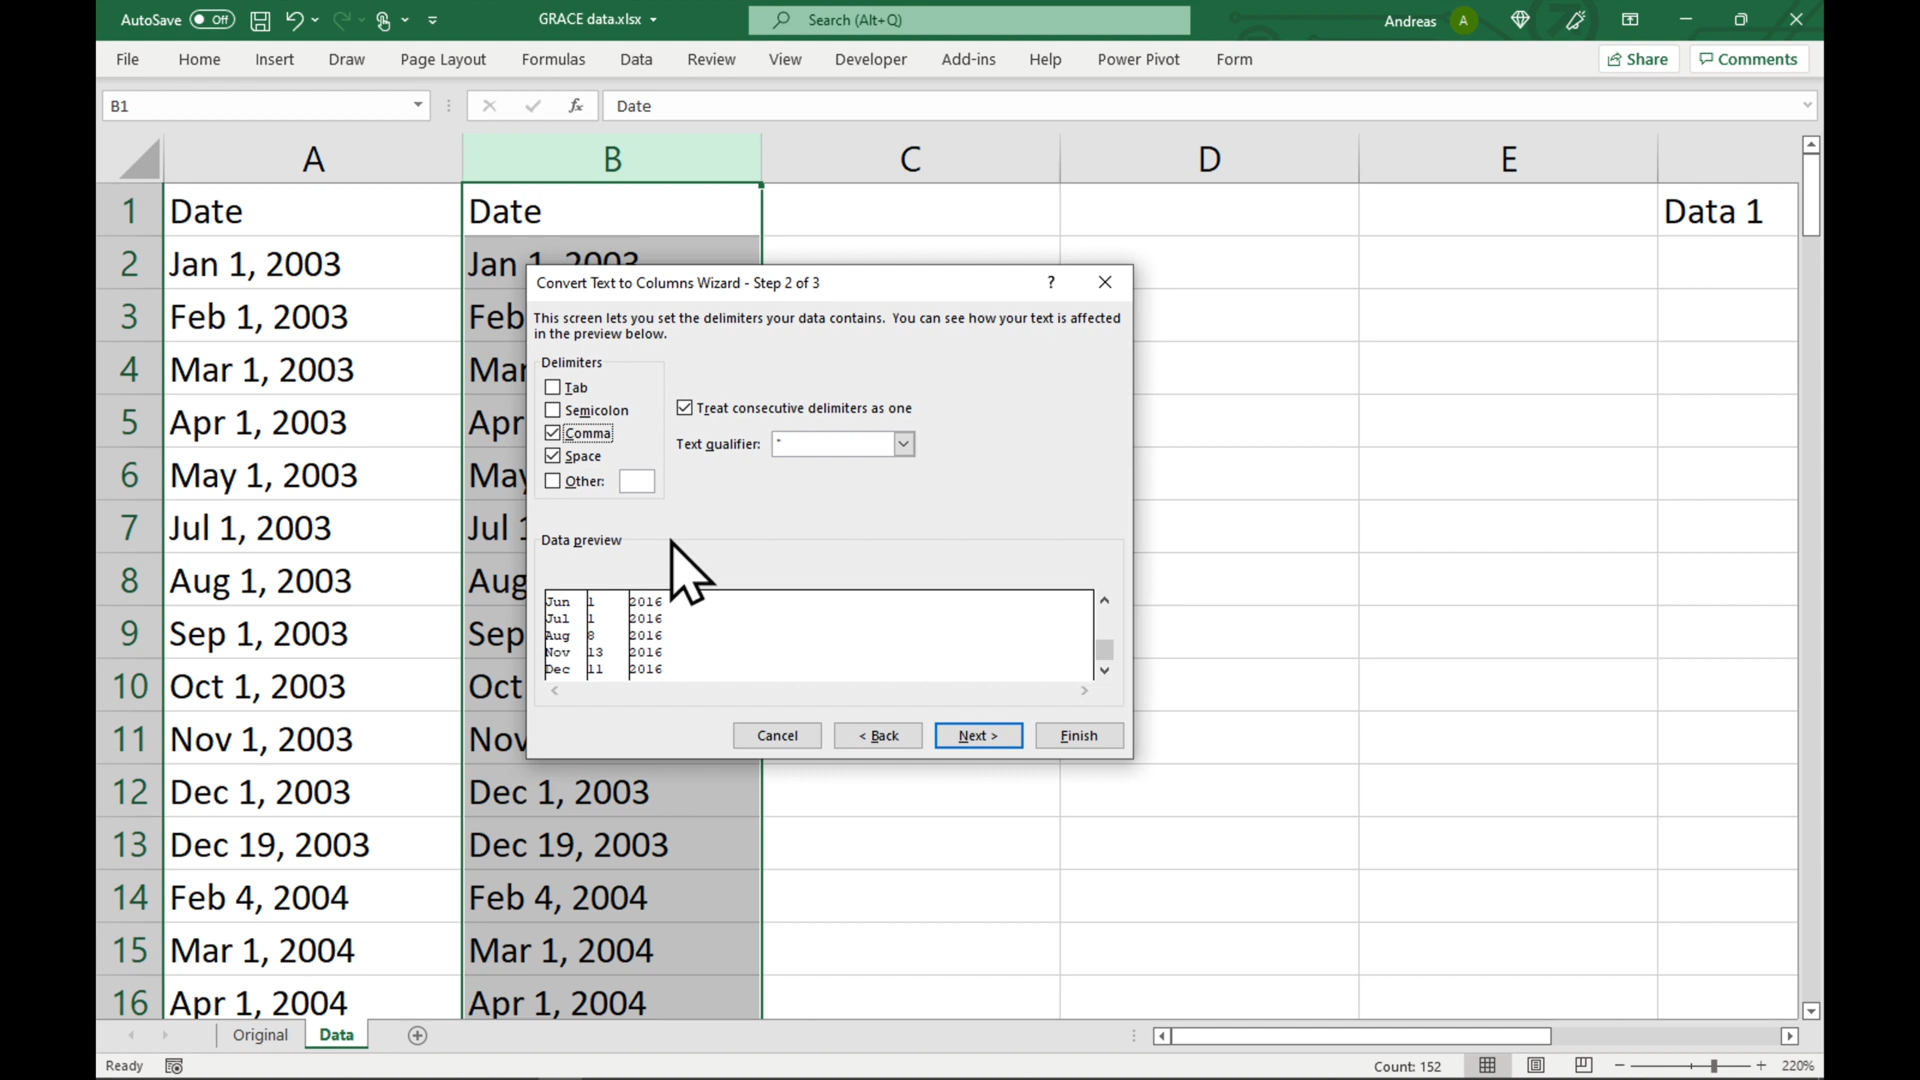 AutoSave Off GRACE data.xlsx Search (Alt+Q) Andreas A
File Home Insert Draw Page Layout Formulas Data Review View Developer Add-ins Help Power Pivot Form Share Comments
B1 fx Date
A B C D E
1 Date Date Data 1
2 Jan 1, 2003 Jan 1, 2003
3 Feb 1, 2003 Feb
4 Mar 1, 2003 Mar
5 Apr 1, 2003 Apr
6 May 1, 2003 May
7 Jul 1, 2003 Jul 1
8 Aug 1, 2003 Aug
9 Sep 1, 2003 Sep
10 Oct 1, 2003 Oct
11 Nov 1, 2003 Nov
12 Dec 1, 2003 Dec 1, 2003
13 Dec 19, 2003 Dec 19, 2003
14 Feb 4, 2004 Feb 4, 2004
15 Mar 1, 2004 Mar 1, 2004
16 Apr 1, 2004 Apr 1, 2004
Convert Text to Columns Wizard - Step 2 of 3 ?
This screen lets you set the delimiters your data contains. You can see how your text is affected
in the preview below.
Delimiters
Tab
Semicolon
Comma
Space
Other:
Treat consecutive delimiters as one
Text qualifier: "
Data preview
Jun 1 2016
Jul 1 2016
Aug 8 2016
Nov 13 2016
Dec 11 2016
Cancel < Back Next > Finish
Original Data
Ready Count: 152 220%